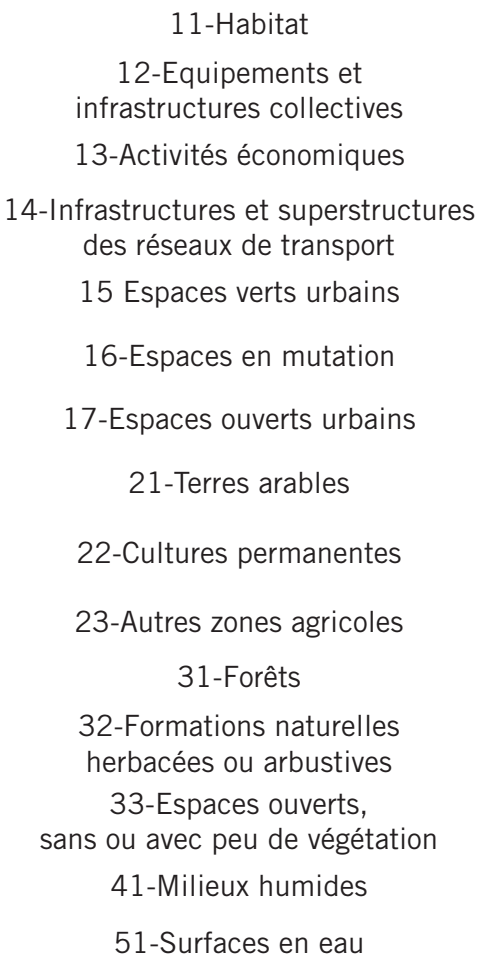 11-Habitat
12-Equipements et
infrastructures collectives
13-Activités économiques
14-Infrastructures et superstructures
des réseaux de transport
15 Espaces verts urbains
16-Espaces en mutation
17-Espaces ouverts urbains
21-Terres arables
22-Cultures permanentes
23-Autres zones agricoles
31-Forêts
32-Formations naturelles
herbacées ou arbustives
33-Espaces ouverts,
sans ou avec peu de végétation
41-Milieux humides
51-Surfaces en eau